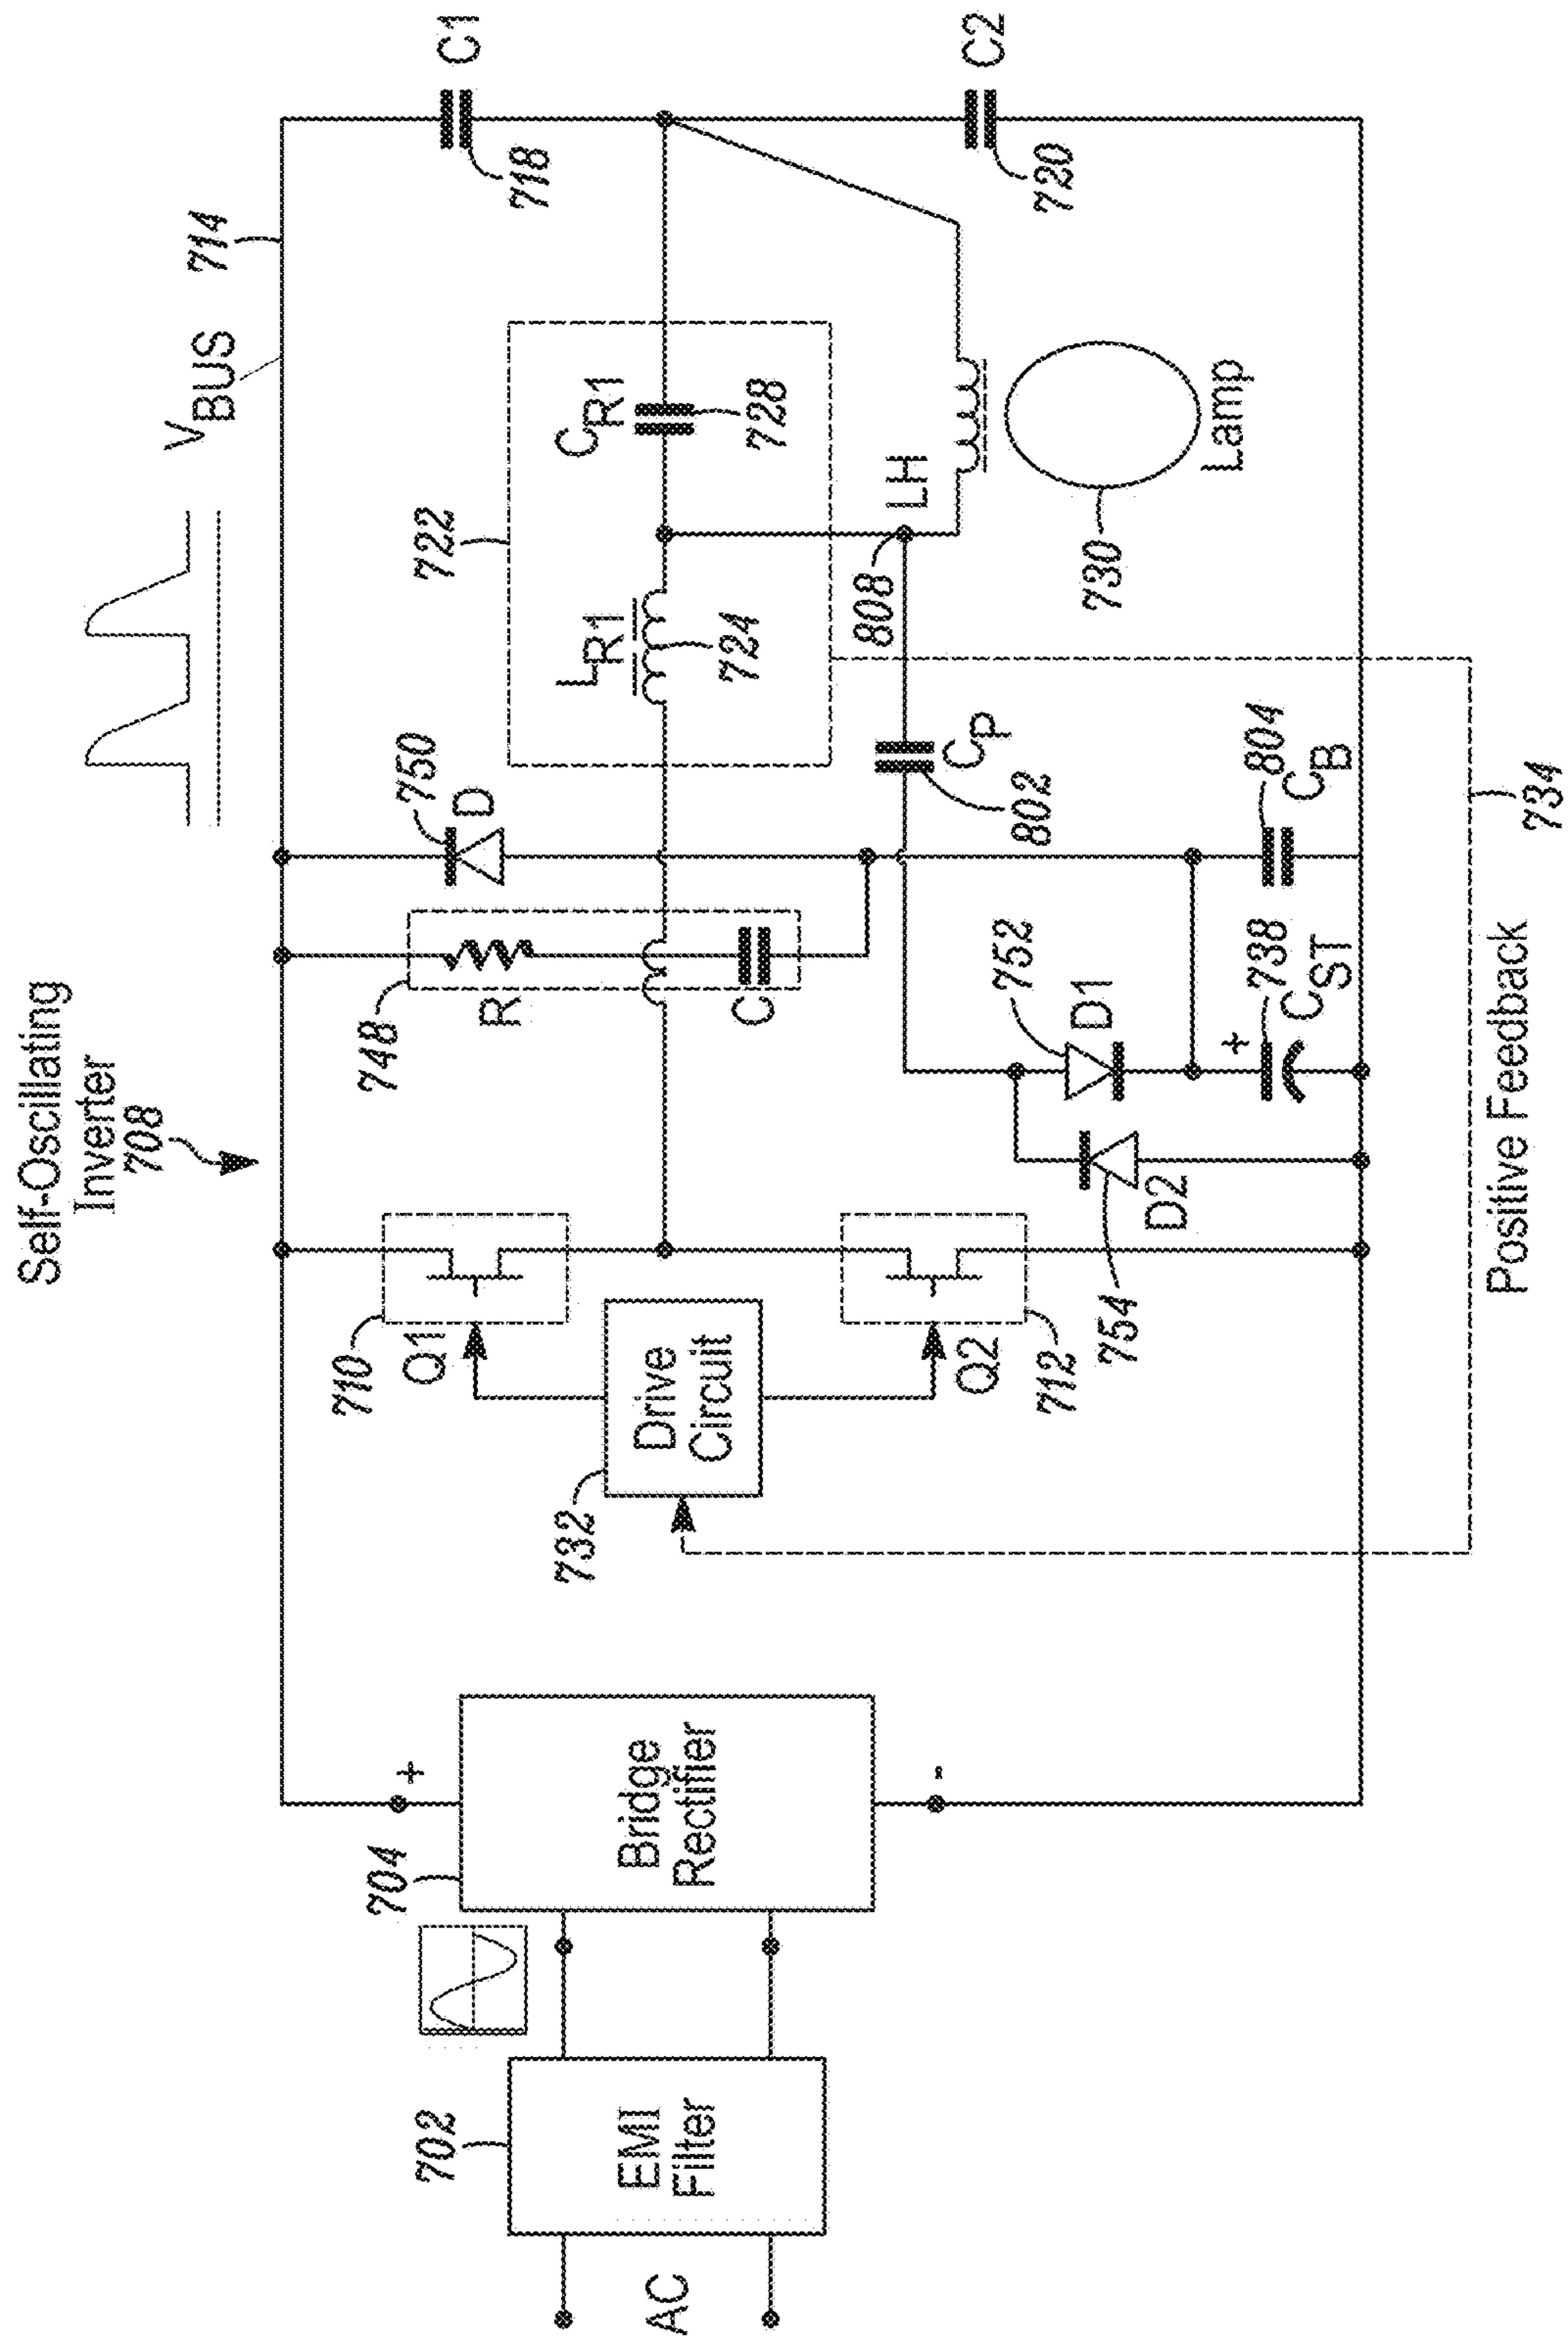 Self-Oscillating
Inverter
708
V BUS
714
C1
718
C2
720
722
L R1
724
C R1
728
750
D
748
R
C
808
LH
C P
802
730
Lamp
710
Q1
732
Drive
Circuit
Q2
712
752
D1
754
D2
+
738
C ST
804
C B
734
Positive Feedback
704
+
Bridge
Rectifier
-
702
EMI
Filter
AC